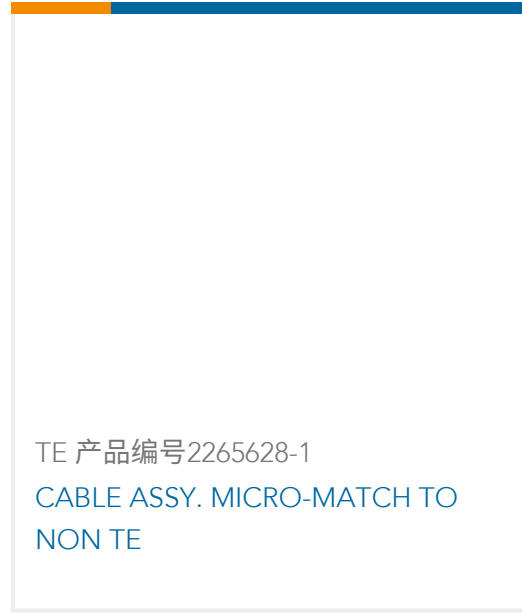 TE 产品编号2265628-1
CABLE ASSY. MICRO-MATCH TO
NON TE